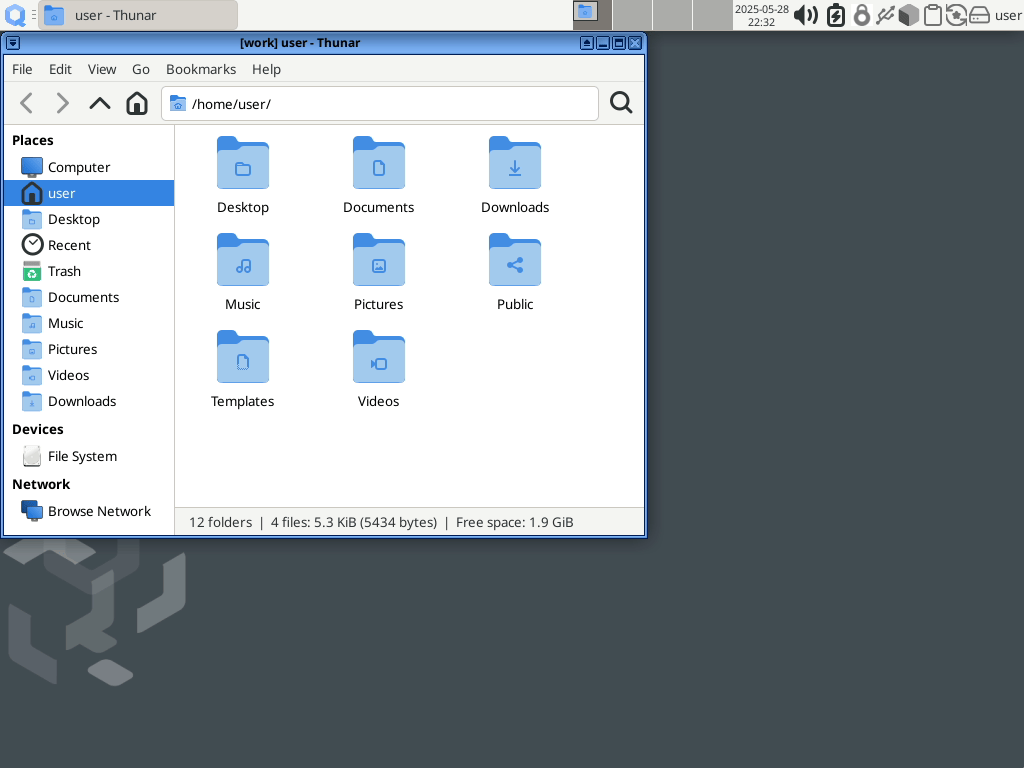 user - Thunar
2025-05-28
22:32
user
[work] user - Thunar
File Edit View Go Bookmarks Help
/home/user/
Places
Computer
user
Desktop
Recent
Trash
Documents
Music
Pictures
Videos
Downloads
Devices
File System
Network
Browse Network
Desktop Documents Downloads
Music Pictures Public
Templates Videos
12 folders | 4 files: 5.3 KiB (5434 bytes) | Free space: 1.9 GiB